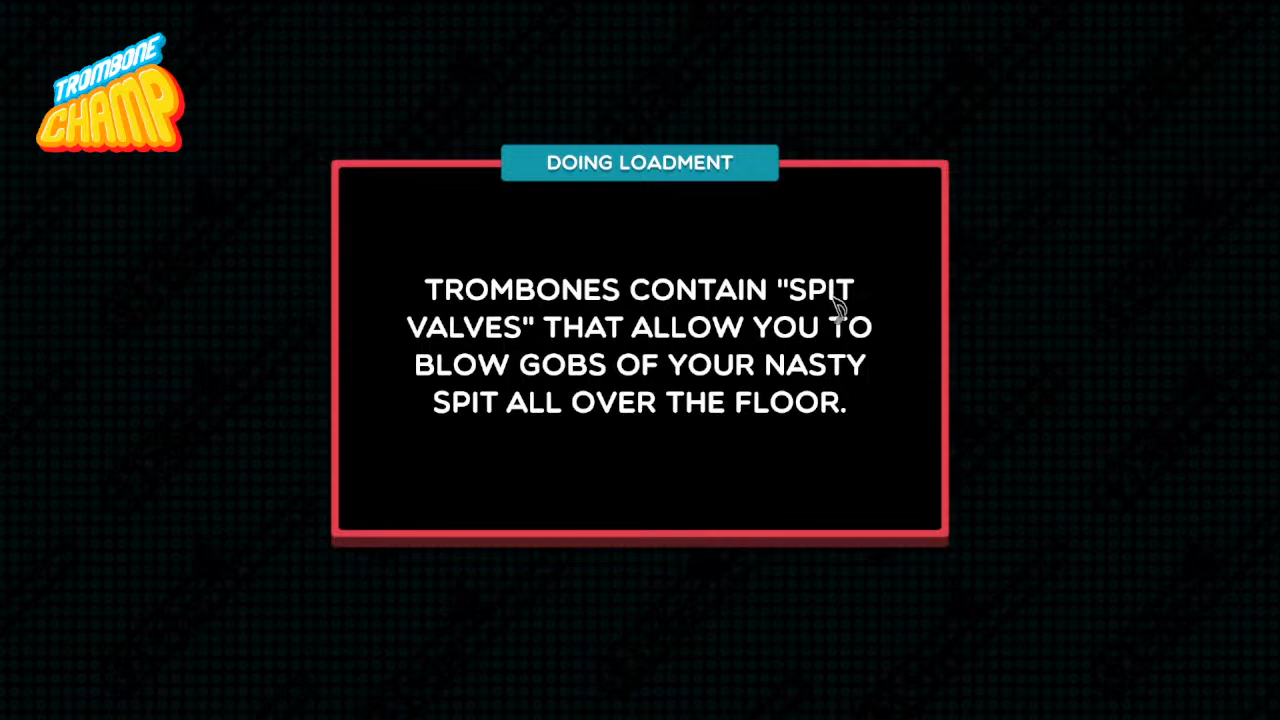 TROMBONE
CHAMP
DOING LOADMENT
TROMBONES CONTAIN "SPIT
VALVES" THAT ALLOW YOU TO
BLOW GOBS OF YOUR NASTY
SPIT ALL OVER THE FLOOR.